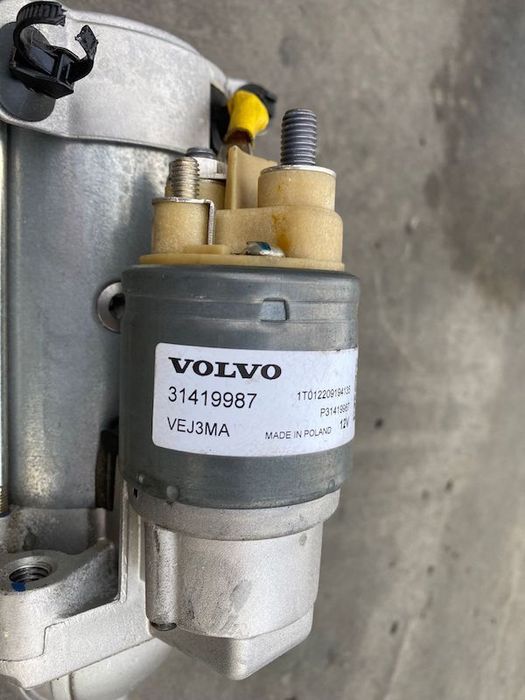 VOLVO
31419987 1T012209194135
P31419987
VEJ3MA MADE IN POLAND 12V